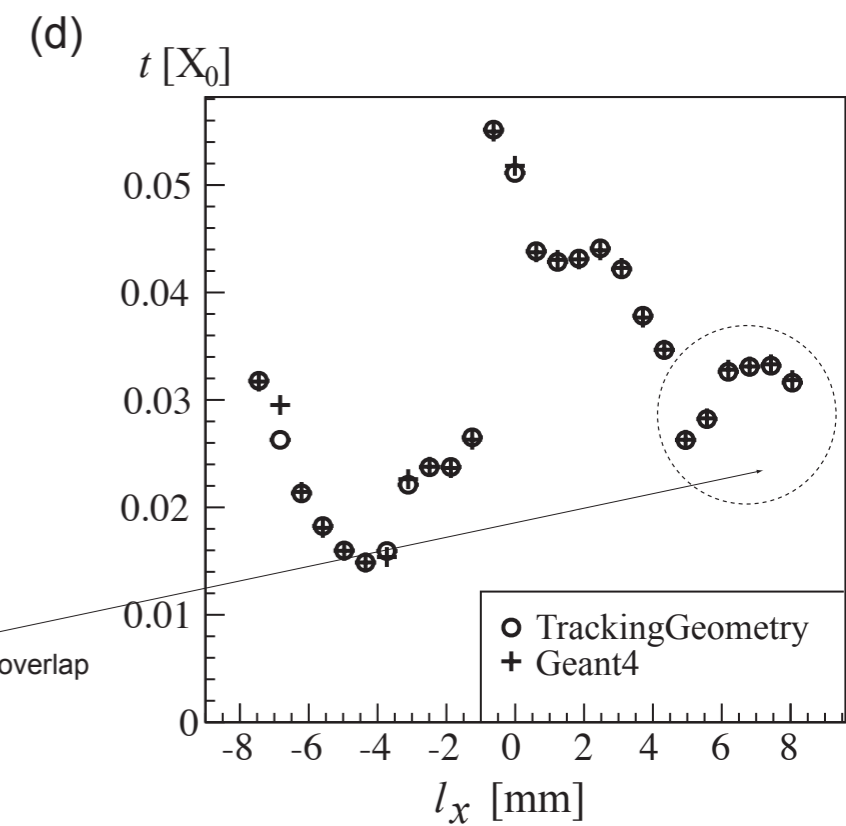 (d)
t [X0]
0.05
0.04
0.03
0.02
0.01
0
overlap
TrackingGeometry
Geant4
-8 -6 -4 -2 0 2 4 6 8
lx [mm]